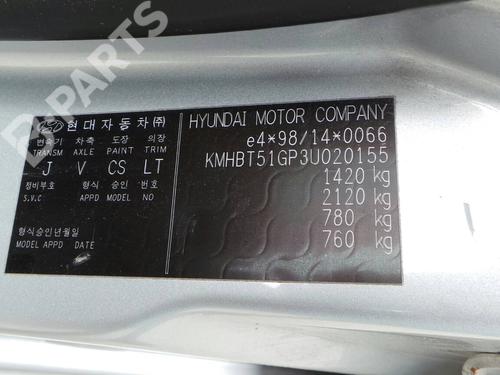 현대자동차(주)
변속기 차축 도장 의장
TRANSM AXLE PAINT TRIM
J V CS LT
정비부호 형식 승인 번호
S.V.C APPD MODEL NO
형식승인년월일
MODEL APPD DATE
HYUNDAI MOTOR COMPANY
e4*98/14*0066
KMHBT51GP3U020155
1420 kg
2120 kg
780 kg
760 kg
PARTS